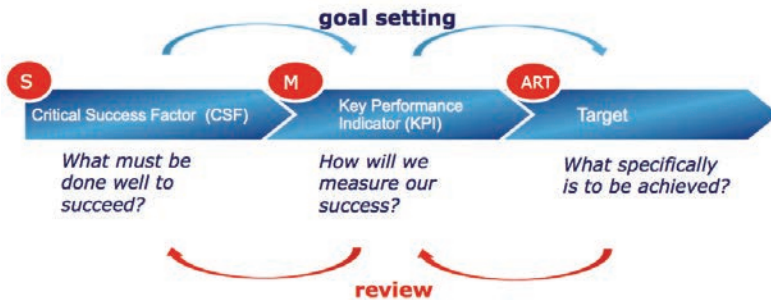 goal setting
S
M
ART
Critical Success Factor (CSF)
Key Performance
Indicator (KPI)
Target
What must be
done well to
succeed?
How will we
measure our
success?
What specifically
is to be achieved?
review